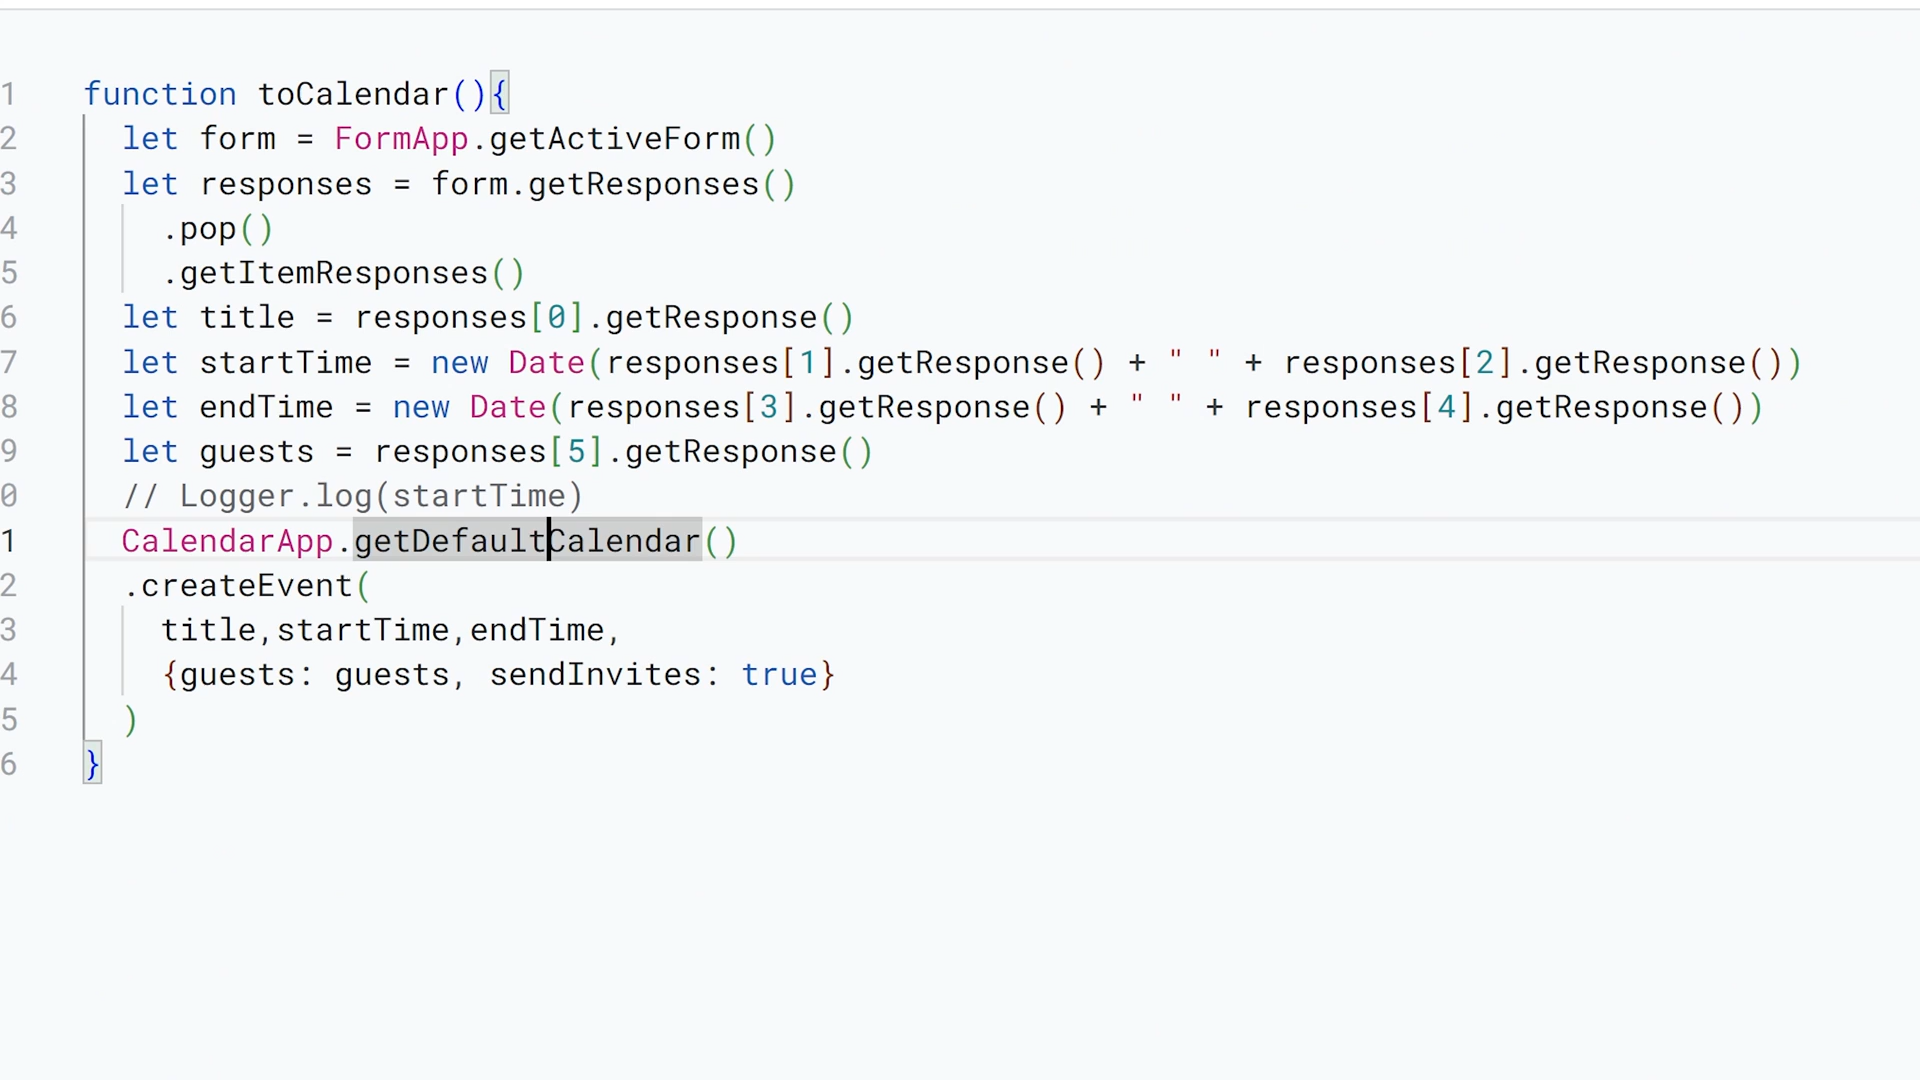 1 function toCalendar(){
2 let form = FormApp.getActiveForm()
3 let responses = form.getResponses()
4 .pop()
5 .getItemResponses()
6 let title = responses[0].getResponse()
7 let startTime = new Date(responses[1].getResponse() + " " + responses[2].getResponse())
8 let endTime = new Date(responses[3].getResponse() + " " + responses[4].getResponse())
9 let guests = responses[5].getResponse()
0 // Logger.log(startTime)
1 CalendarApp.getDefaultCalendar()
2 .createEvent(
3 title,startTime,endTime,
4 {guests: guests, sendInvites: true}
5 )
6 }